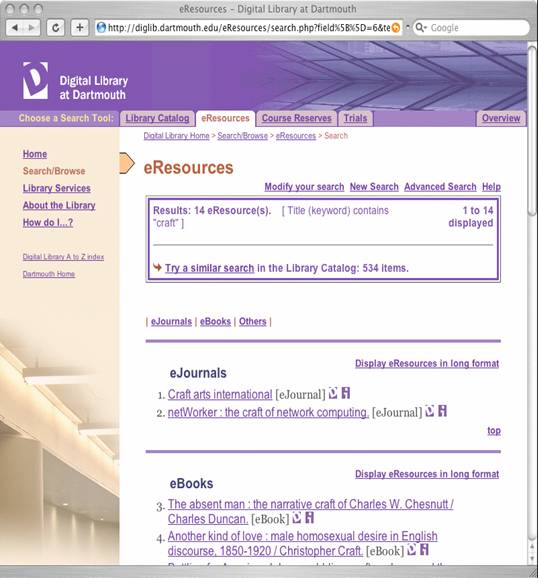 eResources – Digital Library at Dartmouth
http://diglib.dartmouth.edu/eResources/search.php?field%5B%5D=6&te
Google
Digital Library
at Dartmouth
Choose a Search Tool: Library Catalog eResources Course Reserves Trials Overview
Digital Library Home > Search/Browse > eResources > Search
Home
Search/Browse
Library Services
About the Library
How do I...?
Digital Library A to Z index
Dartmouth Home
eResources
Modify your search New Search Advanced Search Help
Results: 14 eResource(s). [ Title (keyword) contains
"craft" ]
1 to 14
displayed
Try a similar search in the Library Catalog: 534 items.
| eJournals | eBooks | Others |
Display eResources in long format
eJournals
1. Craft arts international [eJournal]
2. netWorker : the craft of network computing. [eJournal]
top
Display eResources in long format
eBooks
3. The absent man : the narrative craft of Charles W. Chesnutt /
Charles Duncan. [eBook]
4. Another kind of love : male homosexual desire in English
discourse, 1850-1920 / Christopher Craft. [eBook]